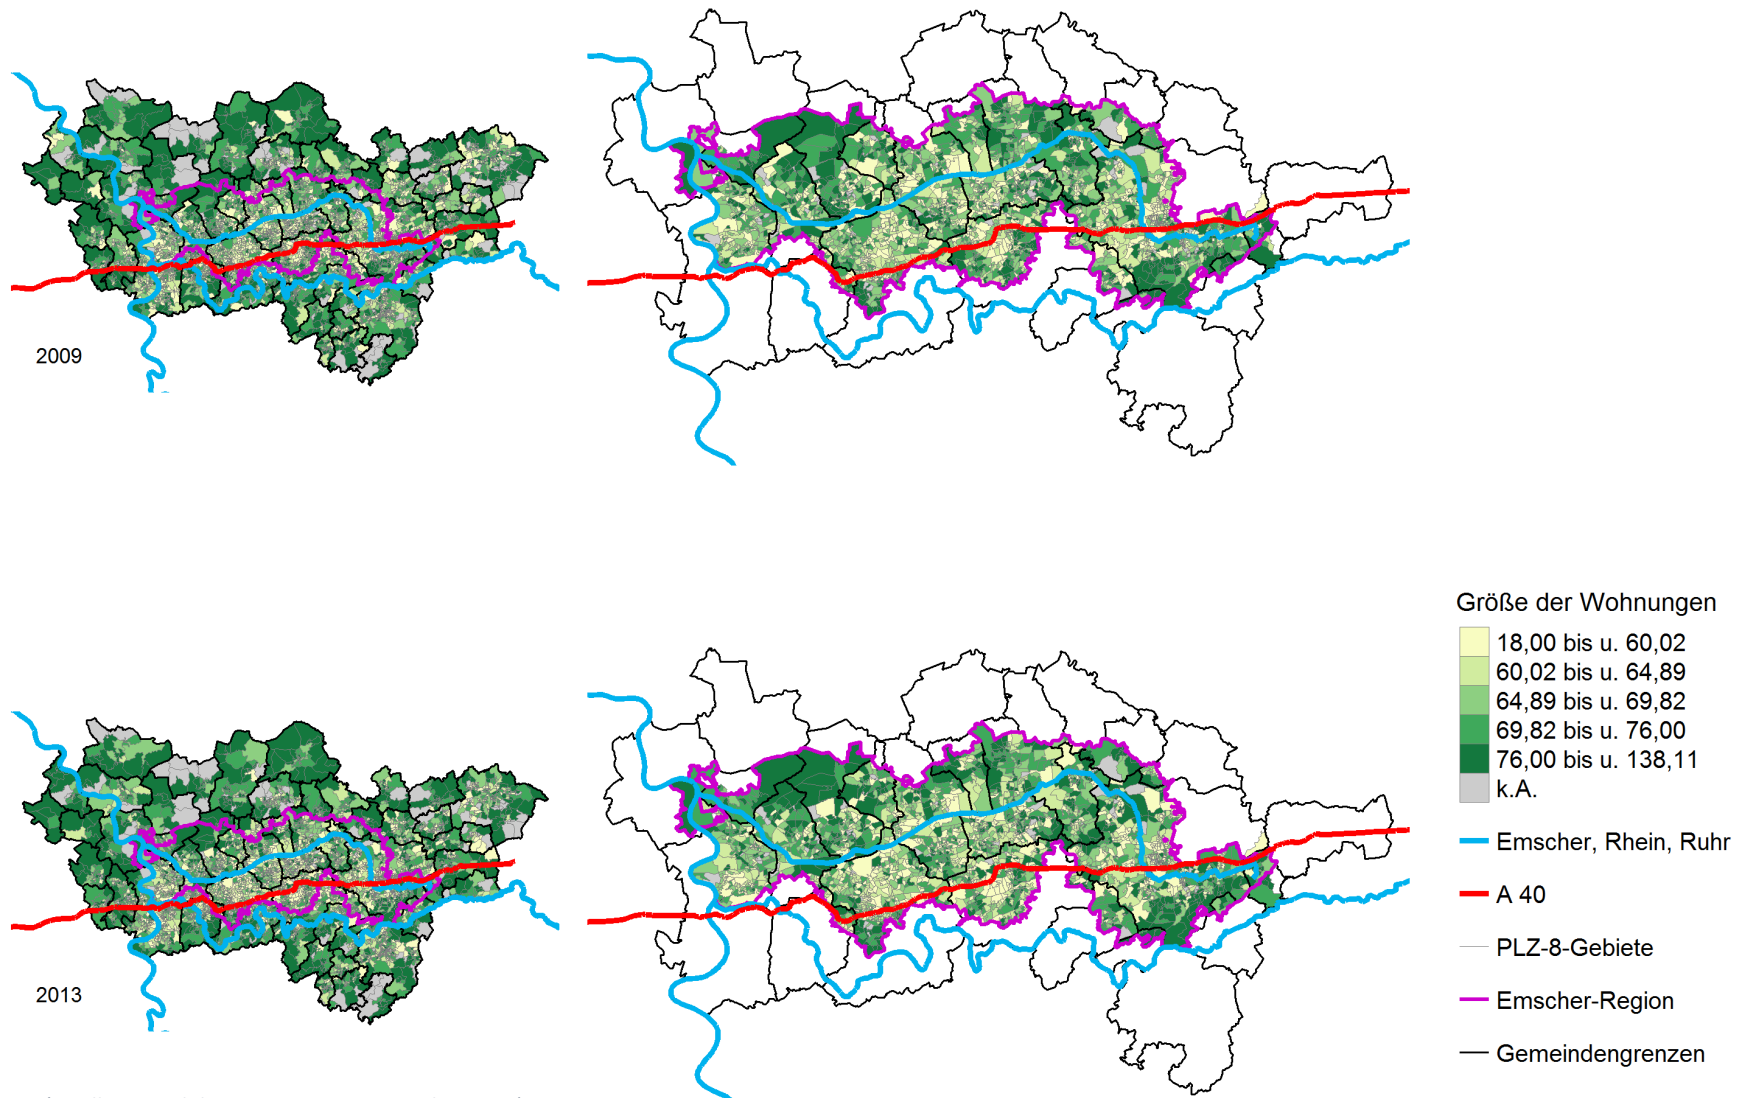 2009
2013
Größe der Wohnungen
18,00 bis u. 60,02
60,02 bis u. 64,89
64,89 bis u. 69,82
69,82 bis u. 76,00
76,00 bis u. 138,11
k.A.
Emscher, Rhein, Ruhr
A 40
PLZ-8-Gebiete
Emscher-Region
Gemeindengrenzen